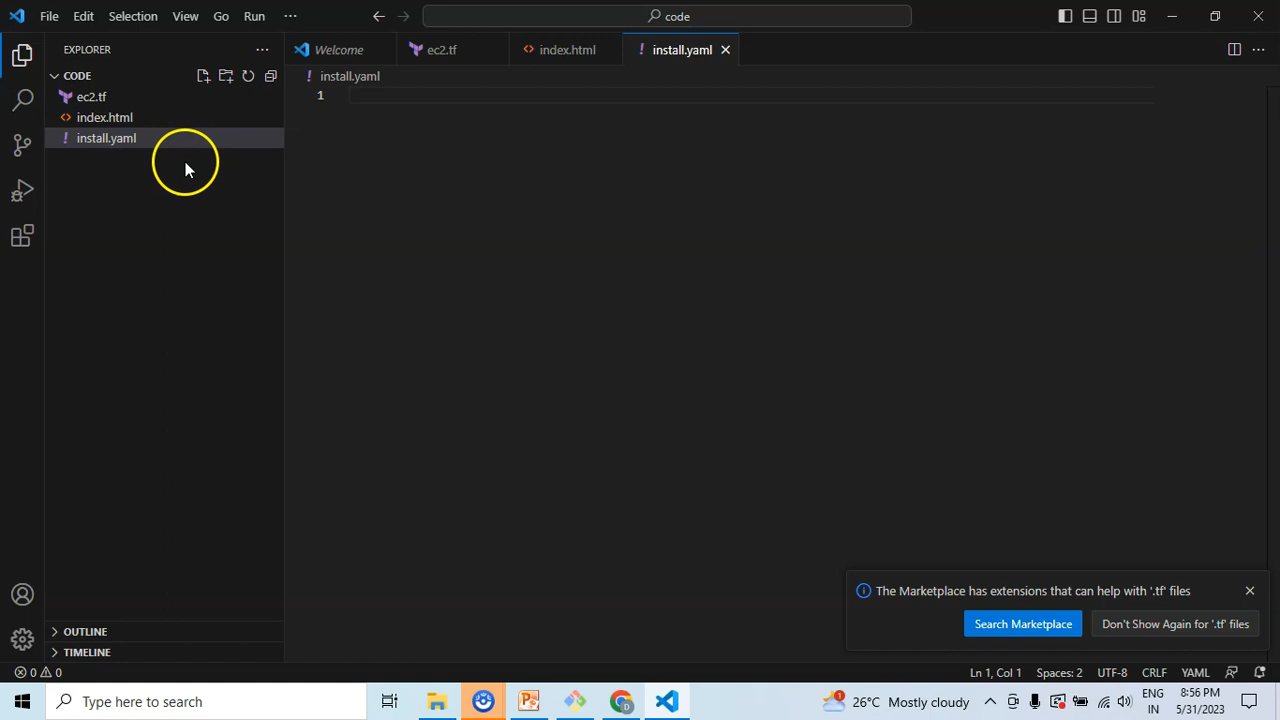 File Edit Selection View Go Run ··· code
EXPLORER ···
Welcome ec2.tf index.html ! install.yaml
CODE
! install.yaml
ec2.tf
1
index.html
! install.yaml
The Marketplace has extensions that can help with '.tf' files
Search Marketplace Don't Show Again for '.tf' files
OUTLINE
TIMELINE
0 0 Ln 1, Col 1 Spaces: 2 UTF-8 CRLF YAML
Type here to search
1 26°C Mostly cloudy
ENG
IN
8:56 PM
5/31/2023